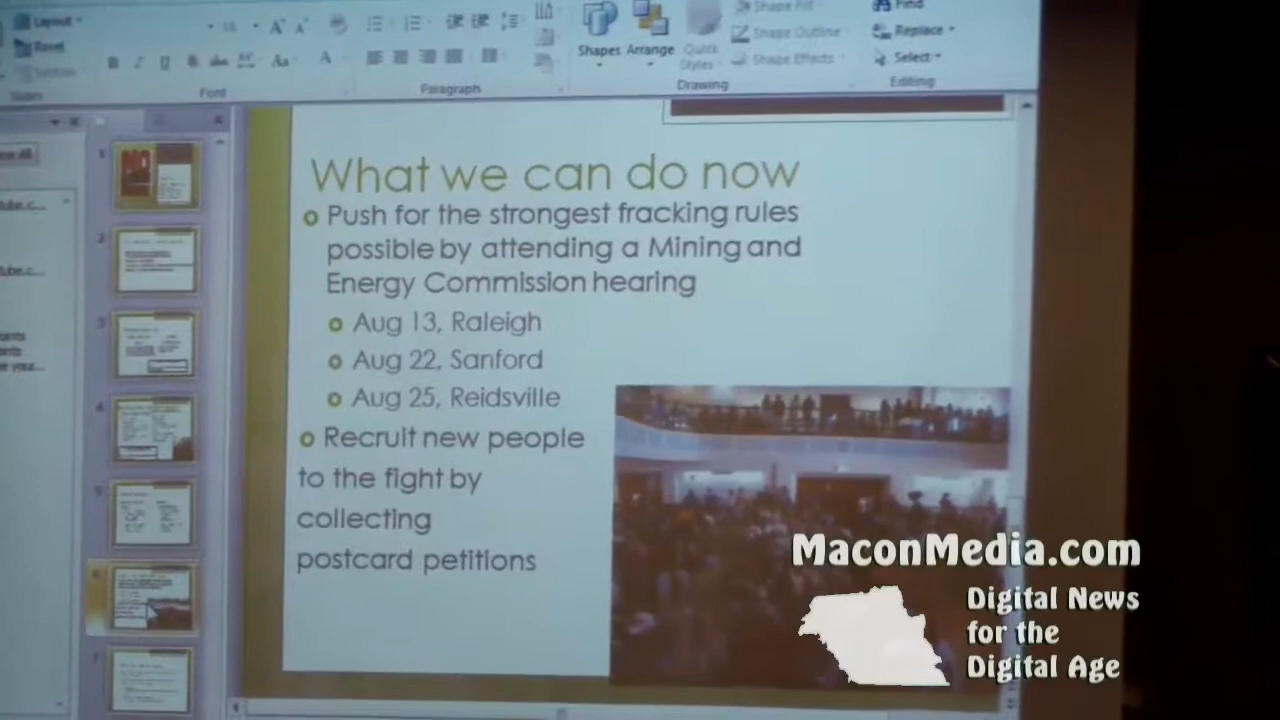 Layout
Reset
Font
Paragraph
Shapes
Arrange
Quick
Styles
Shape Fill
Shape Outline
Shape Effects
Drawing
Find
Replace
Select
Editing
What we can do now
Push for the strongest fracking rules
possible by attending a Mining and
Energy Commission hearing
Aug 13, Raleigh
Aug 22, Sanford
Aug 25, Reidsville
Recruit new people
to the fight by
collecting
postcard petitions
MaconMedia.com
Digital News
for the
Digital Age